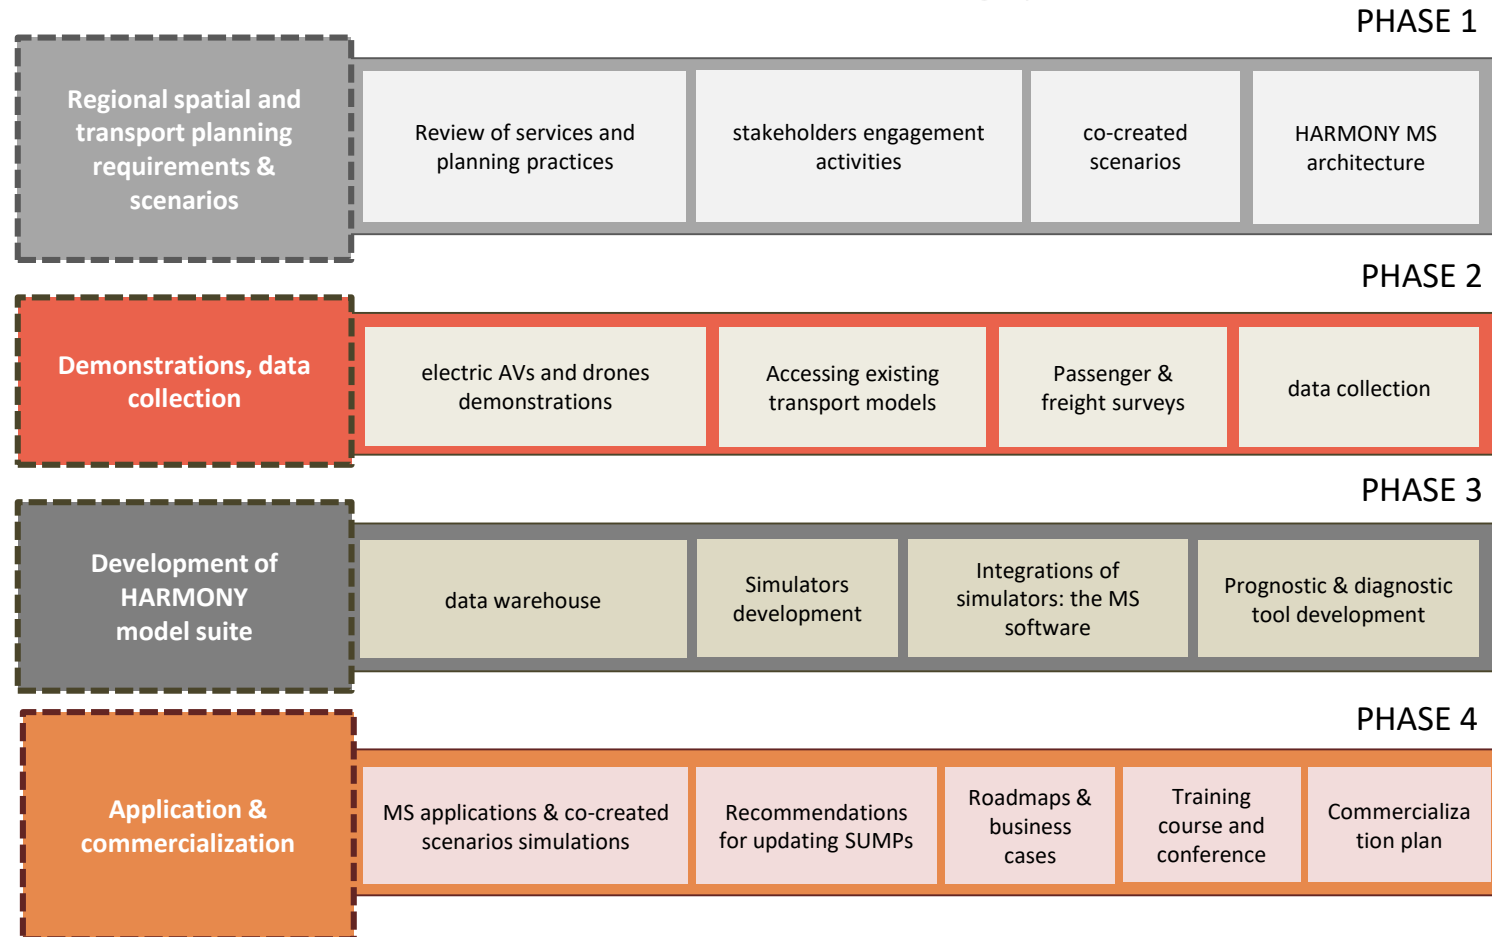 PHASE 1
Regional spatial and
transport planning
requirements &
scenarios
Review of services and
planning practices
stakeholders engagement
activities
co-created
scenarios
HARMONY MS
architecture
PHASE 2
Demonstrations, data
collection
electric AVs and drones
demonstrations
Accessing existing
transport models
Passenger &
freight surveys
data collection
PHASE 3
Development of
HARMONY
model suite
data warehouse
Simulators
development
Integrations of
simulators: the MS
software
Prognostic & diagnostic
tool development
PHASE 4
Application &
commercialization
MS applications & co-created
scenarios simulations
Recommendations
for updating SUMPs
Roadmaps &
business
cases
Training
course and
conference
Commercializa
tion plan